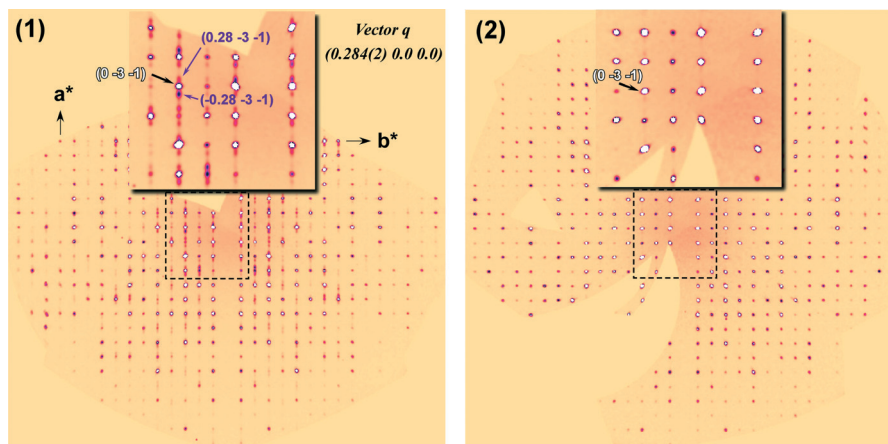 (1)
Vector q
(0.284(2) 0.0 0.0)
(0.28 -3 -1)
(0 -3 -1)
(-0.28 -3 -1)
a*
b*
(2)
(0 -3 -1)